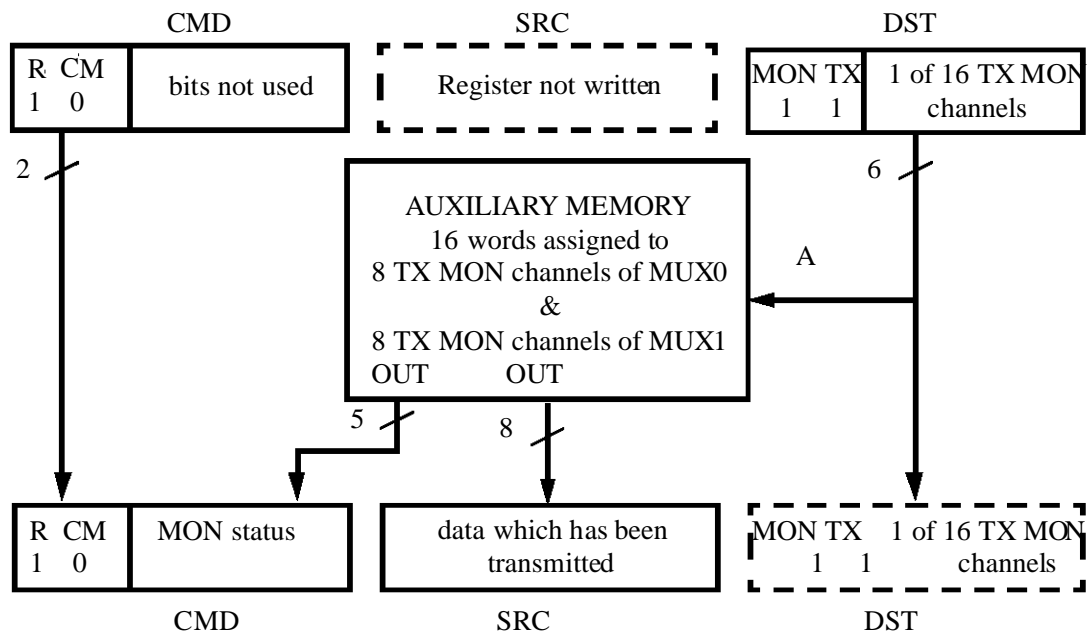 CMD
SRC
DST
R CM
1 0
bits not used
Register not written
MON TX
1 1
1 of 16 TX MON
channels
2
6
AUXILIARY MEMORY
16 words assigned to
8 TX MON channels of MUX0
&
8 TX MON channels of MUX1
OUT OUT
A
5
8
R CM
1 0
MON status
data which has been
transmitted
MON TX 1 of 16 TX MON
1 1 channels
CMD
SRC
DST